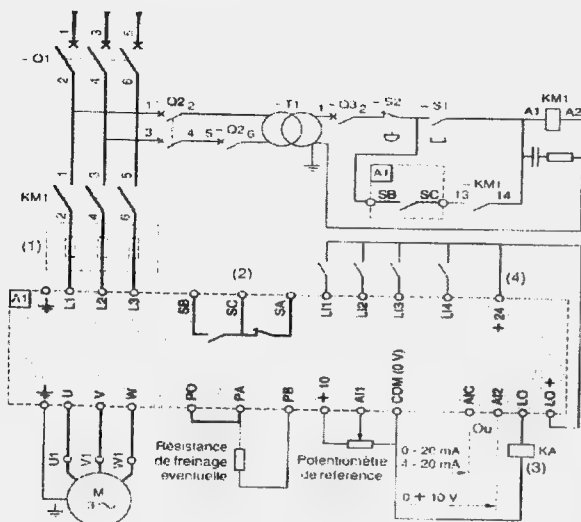 1 3 5
- Q1
2 4 6
1 Q2 2
3 4 5 -Q2 6
- T1
1 - Q3 2
- S2
- S1
KM1
A1 A2
A1
SB SC
13 -KM1 14
1 3 5
KM1
2 4 6
(1)
(2)
(4)
A1
L1 L2 L3
SB SC SA
LI1 LI2 LI3 LI4 + 24
U V W
PO PA PB
+ 10 AI1 COM (0 V)
AIC AI2 LO LO +
U1 V1 W1
M
3 ~
Résistance
de freinage
eventuelle
Potentiomètre
de reférence
Ou
0 - 20 mA
4 - 20 mA
0 + 10 V
KA
(3)